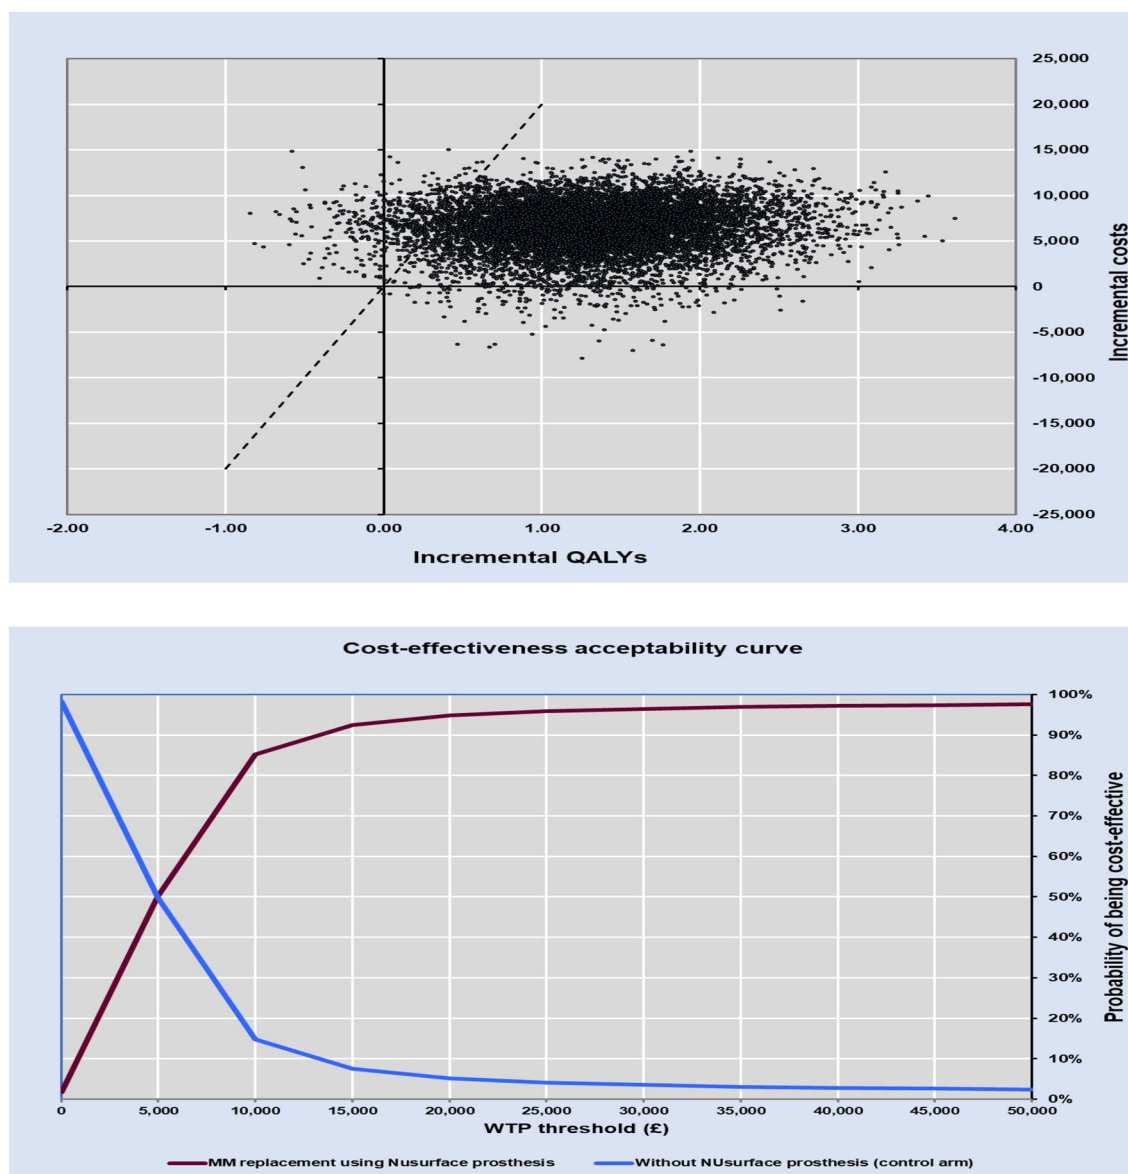 25,000
20,000
15,000
10,000
5,000
0
-5,000
-10,000
-15,000
-20,000
-25,000
Incremental costs
-2.00 -1.00 0.00 1.00 2.00 3.00 4.00
Incremental QALYs
Cost-effectiveness acceptability curve
100%
90%
80%
70%
60%
50%
40%
30%
20%
10%
0%
Probability of being cost-effective
0 5,000 10,000 15,000 20,000 25,000 30,000 35,000 40,000 45,000 50,000
WTP threshold (£)
MM replacement using Nusurface prosthesis Without NUsurface prosthesis (control arm)